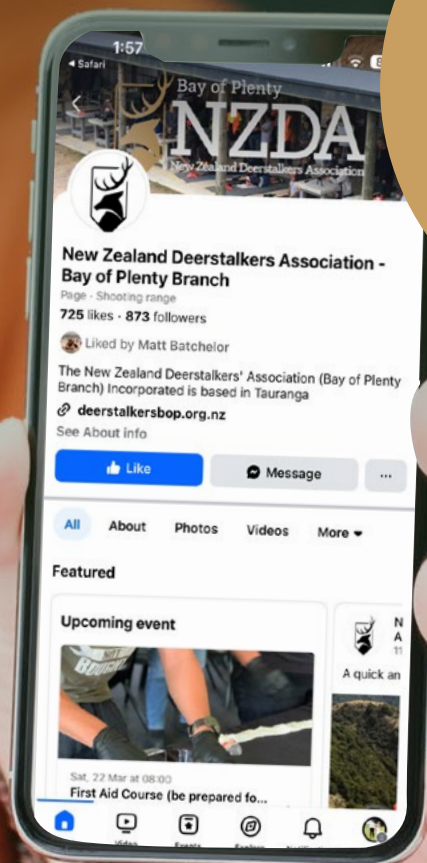 1:57
Safari
Bay of Plenty
NZDA
New Zealand Deerstalkers Association
New Zealand Deerstalkers Association -
Bay of Plenty Branch
Page · Shooting range
725 likes · 873 followers
Liked by Matt Batchelor
The New Zealand Deerstalkers' Association (Bay of Plenty
Branch) Incorporated is based in Tauranga
deerstalkersbop.org.nz
See About info
Like
Message
...
All About Photos Videos More
Featured
Upcoming event
N
A
11
A quick an
BOUGHT
Sat, 22 Mar at 08:00
First Aid Course (be prepared fo...
Video